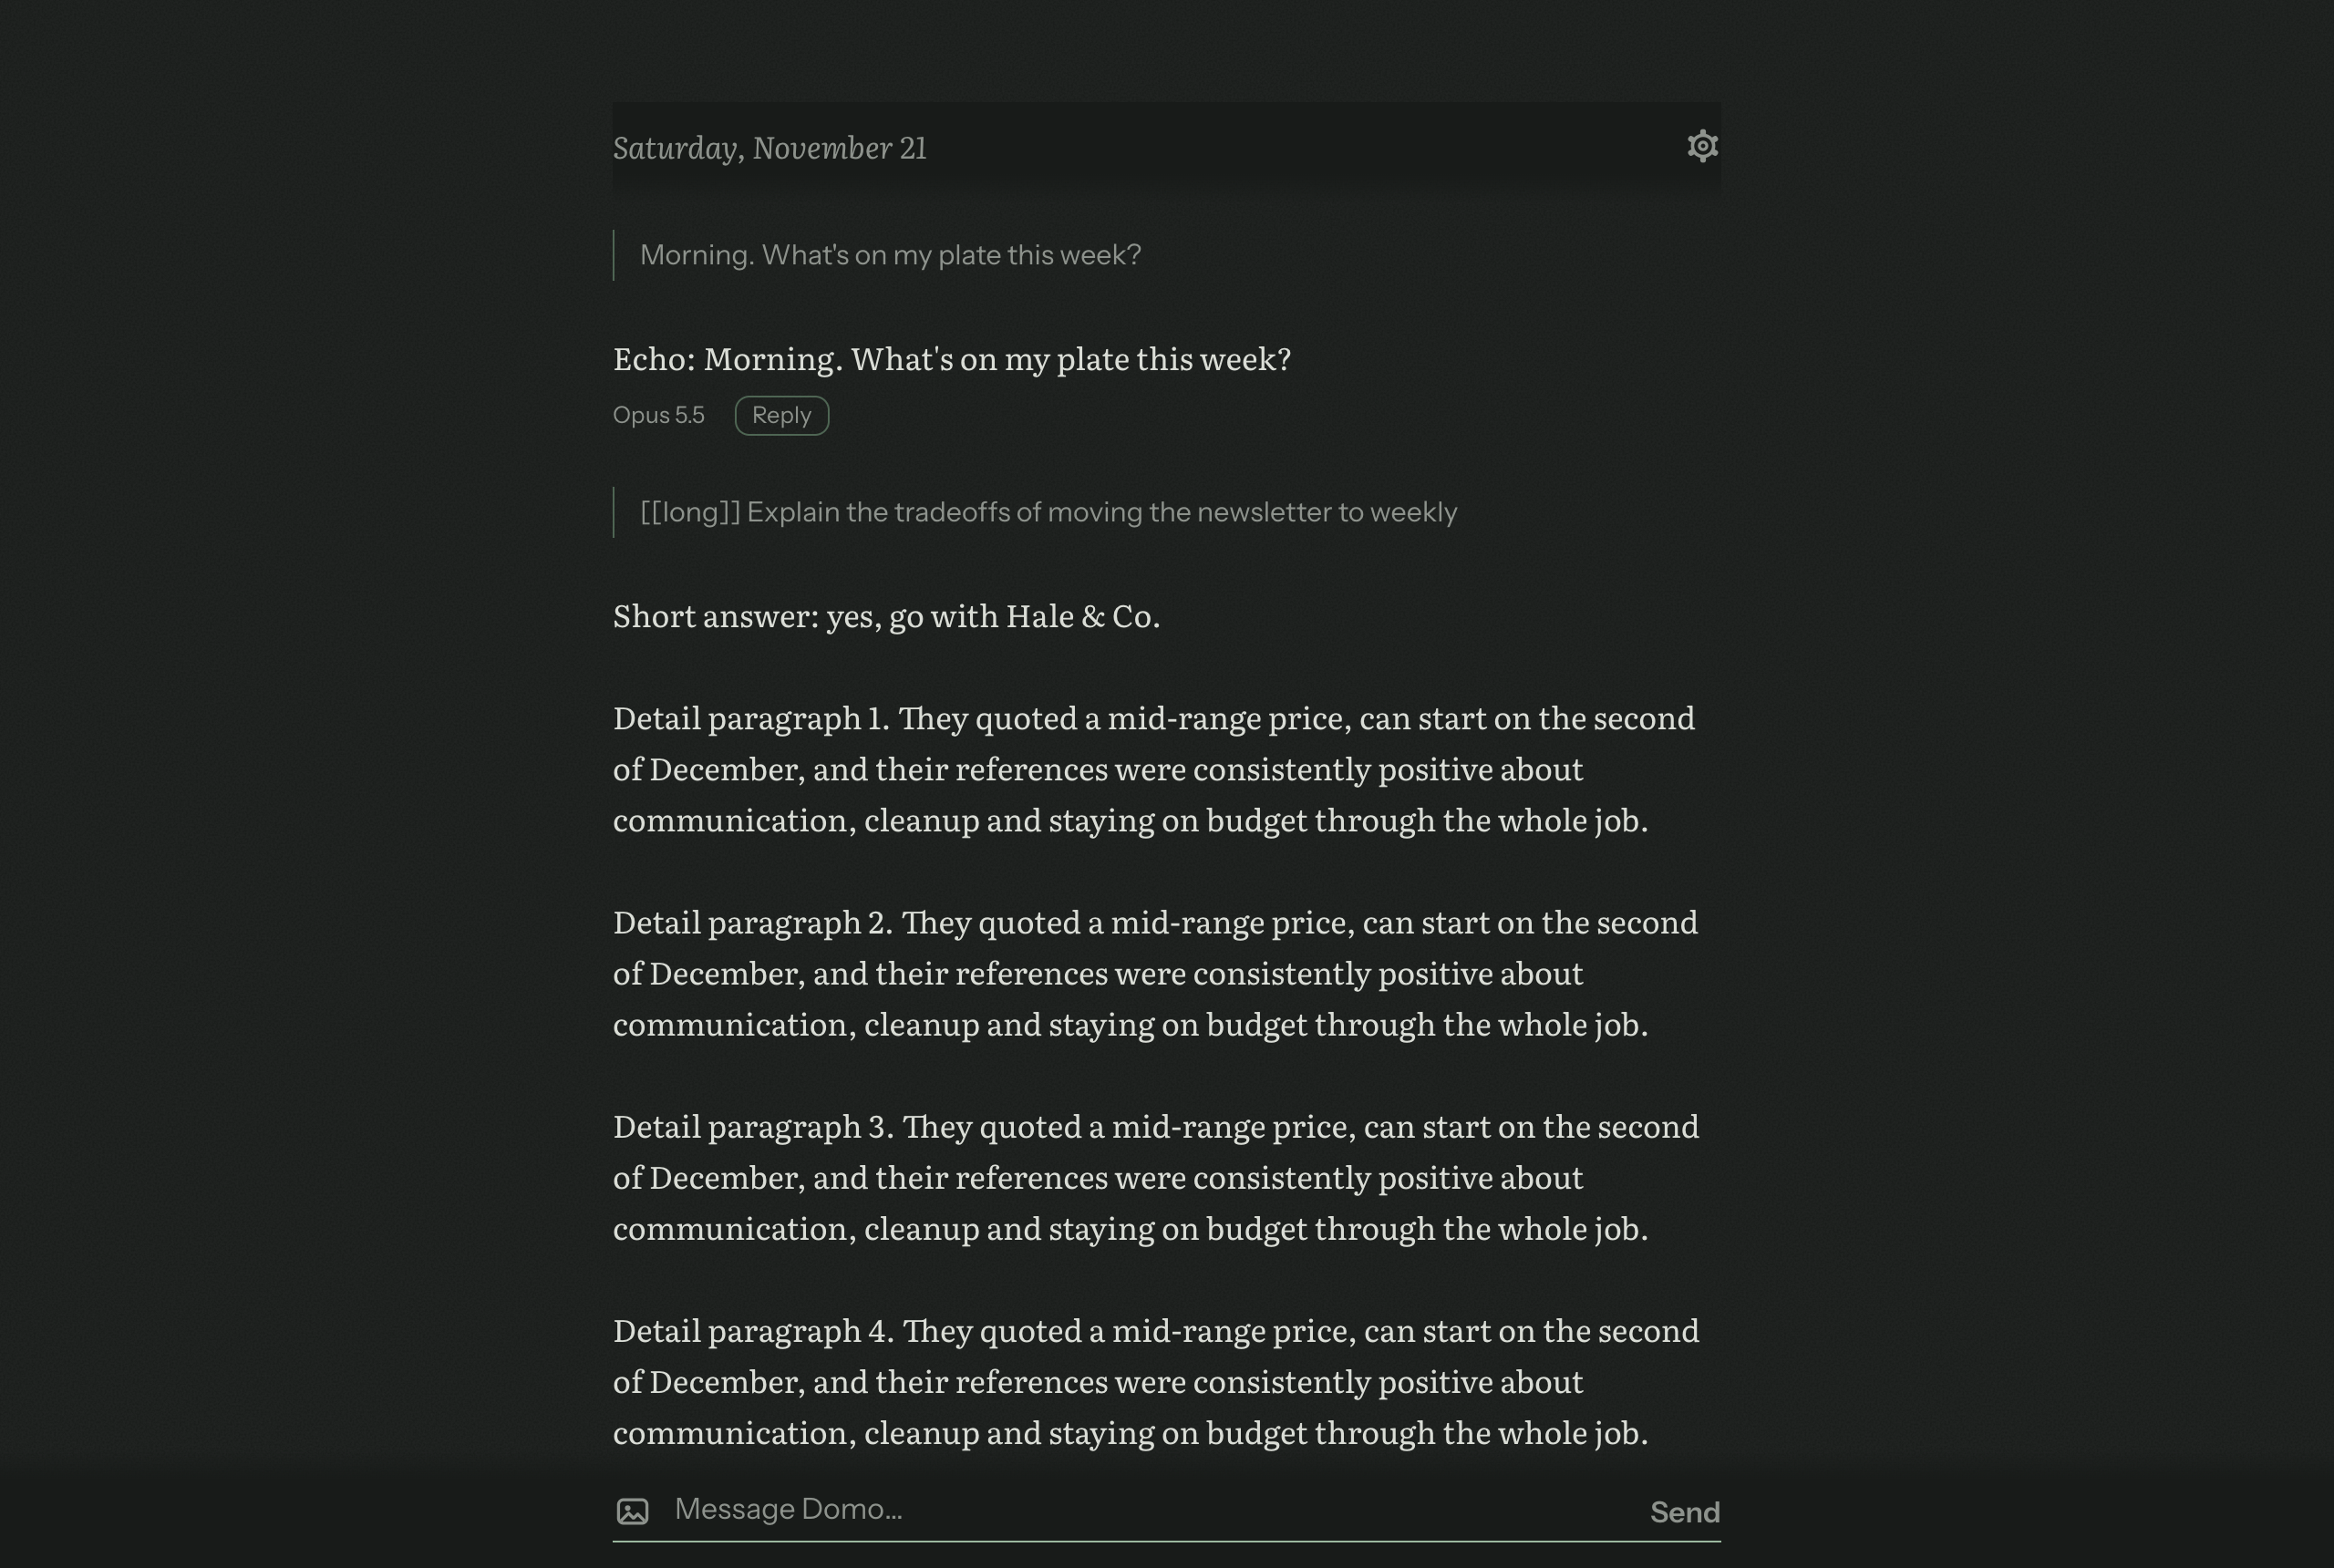 Saturday, November 21
Morning. What's on my plate this week?
Echo: Morning. What's on my plate this week?
Opus 5.5 Reply
[[long]] Explain the tradeoffs of moving the newsletter to weekly
Short answer: yes, go with Hale & Co.
Detail paragraph 1. They quoted a mid-range price, can start on the second
of December, and their references were consistently positive about
communication, cleanup and staying on budget through the whole job.
Detail paragraph 2. They quoted a mid-range price, can start on the second
of December, and their references were consistently positive about
communication, cleanup and staying on budget through the whole job.
Detail paragraph 3. They quoted a mid-range price, can start on the second
of December, and their references were consistently positive about
communication, cleanup and staying on budget through the whole job.
Detail paragraph 4. They quoted a mid-range price, can start on the second
of December, and their references were consistently positive about
communication, cleanup and staying on budget through the whole job.
Message Domo... Send